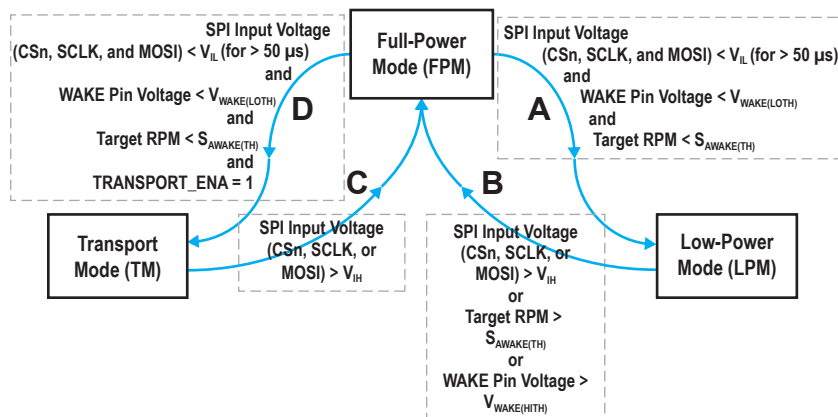 SPI Input Voltage
(CSn, SCLK, and MOSI) < VIL (for > 50 µs)
and
WAKE Pin Voltage < VWAKE(LOTH)
and
Target RPM < SAWAKE(TH)
and
TRANSPORT_ENA = 1
D
Full-Power
Mode (FPM)
SPI Input Voltage
(CSn, SCLK, and MOSI) < VIL (for > 50 µs)
and
WAKE Pin Voltage < VWAKE(LOTH)
and
Target RPM < SAWAKE(TH)
A
C
B
Transport
Mode (TM)
SPI Input Voltage
(CSn, SCLK, or
MOSI) > VIH
SPI Input Voltage
(CSn, SCLK, or
MOSI) > VIH
or
Target RPM >
SAWAKE(TH)
or
WAKE Pin Voltage >
VWAKE(HITH)
Low-Power
Mode (LPM)